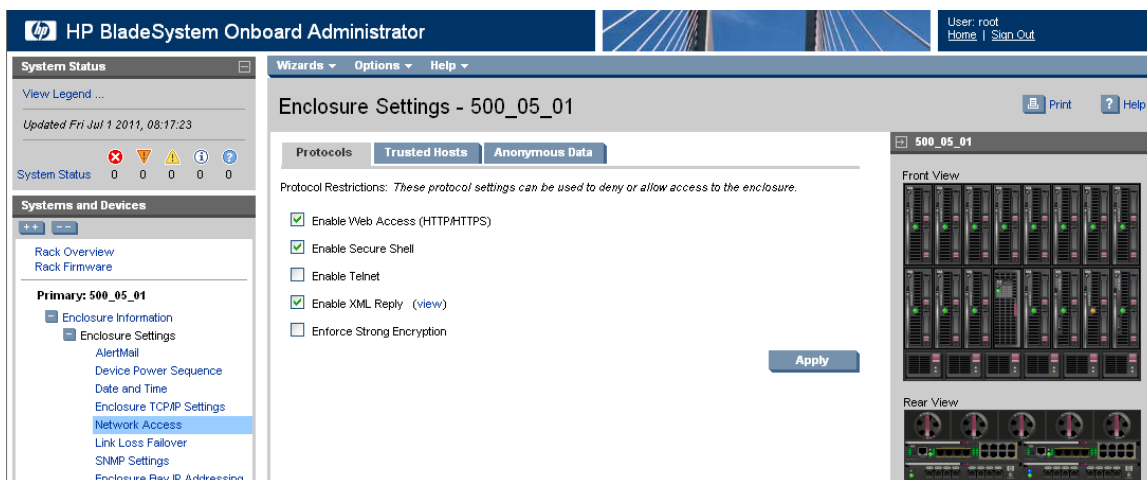 hp HP BladeSystem Onboard Administrator
User: root
Home | Sign Out
System Status
View Legend ...
Updated Fri Jul 1 2011, 08:17:23
System Status 0 0 0 0 0
Systems and Devices
++ --
Rack Overview
Rack Firmware
Primary: 500_05_01
Enclosure Information
Enclosure Settings
AlertMail
Device Power Sequence
Date and Time
Enclosure TCP/IP Settings
Network Access
Link Loss Failover
SNMP Settings
Enclosure Bay IP Addressing
Wizards Options Help
Enclosure Settings - 500_05_01
Print ? Help
Protocols Trusted Hosts Anonymous Data
Protocol Restrictions: These protocol settings can be used to deny or allow access to the enclosure.
Enable Web Access (HTTP/HTTPS)
Enable Secure Shell
Enable Telnet
Enable XML Reply (view)
Enforce Strong Encryption
Apply
500_05_01
Front View
Rear View